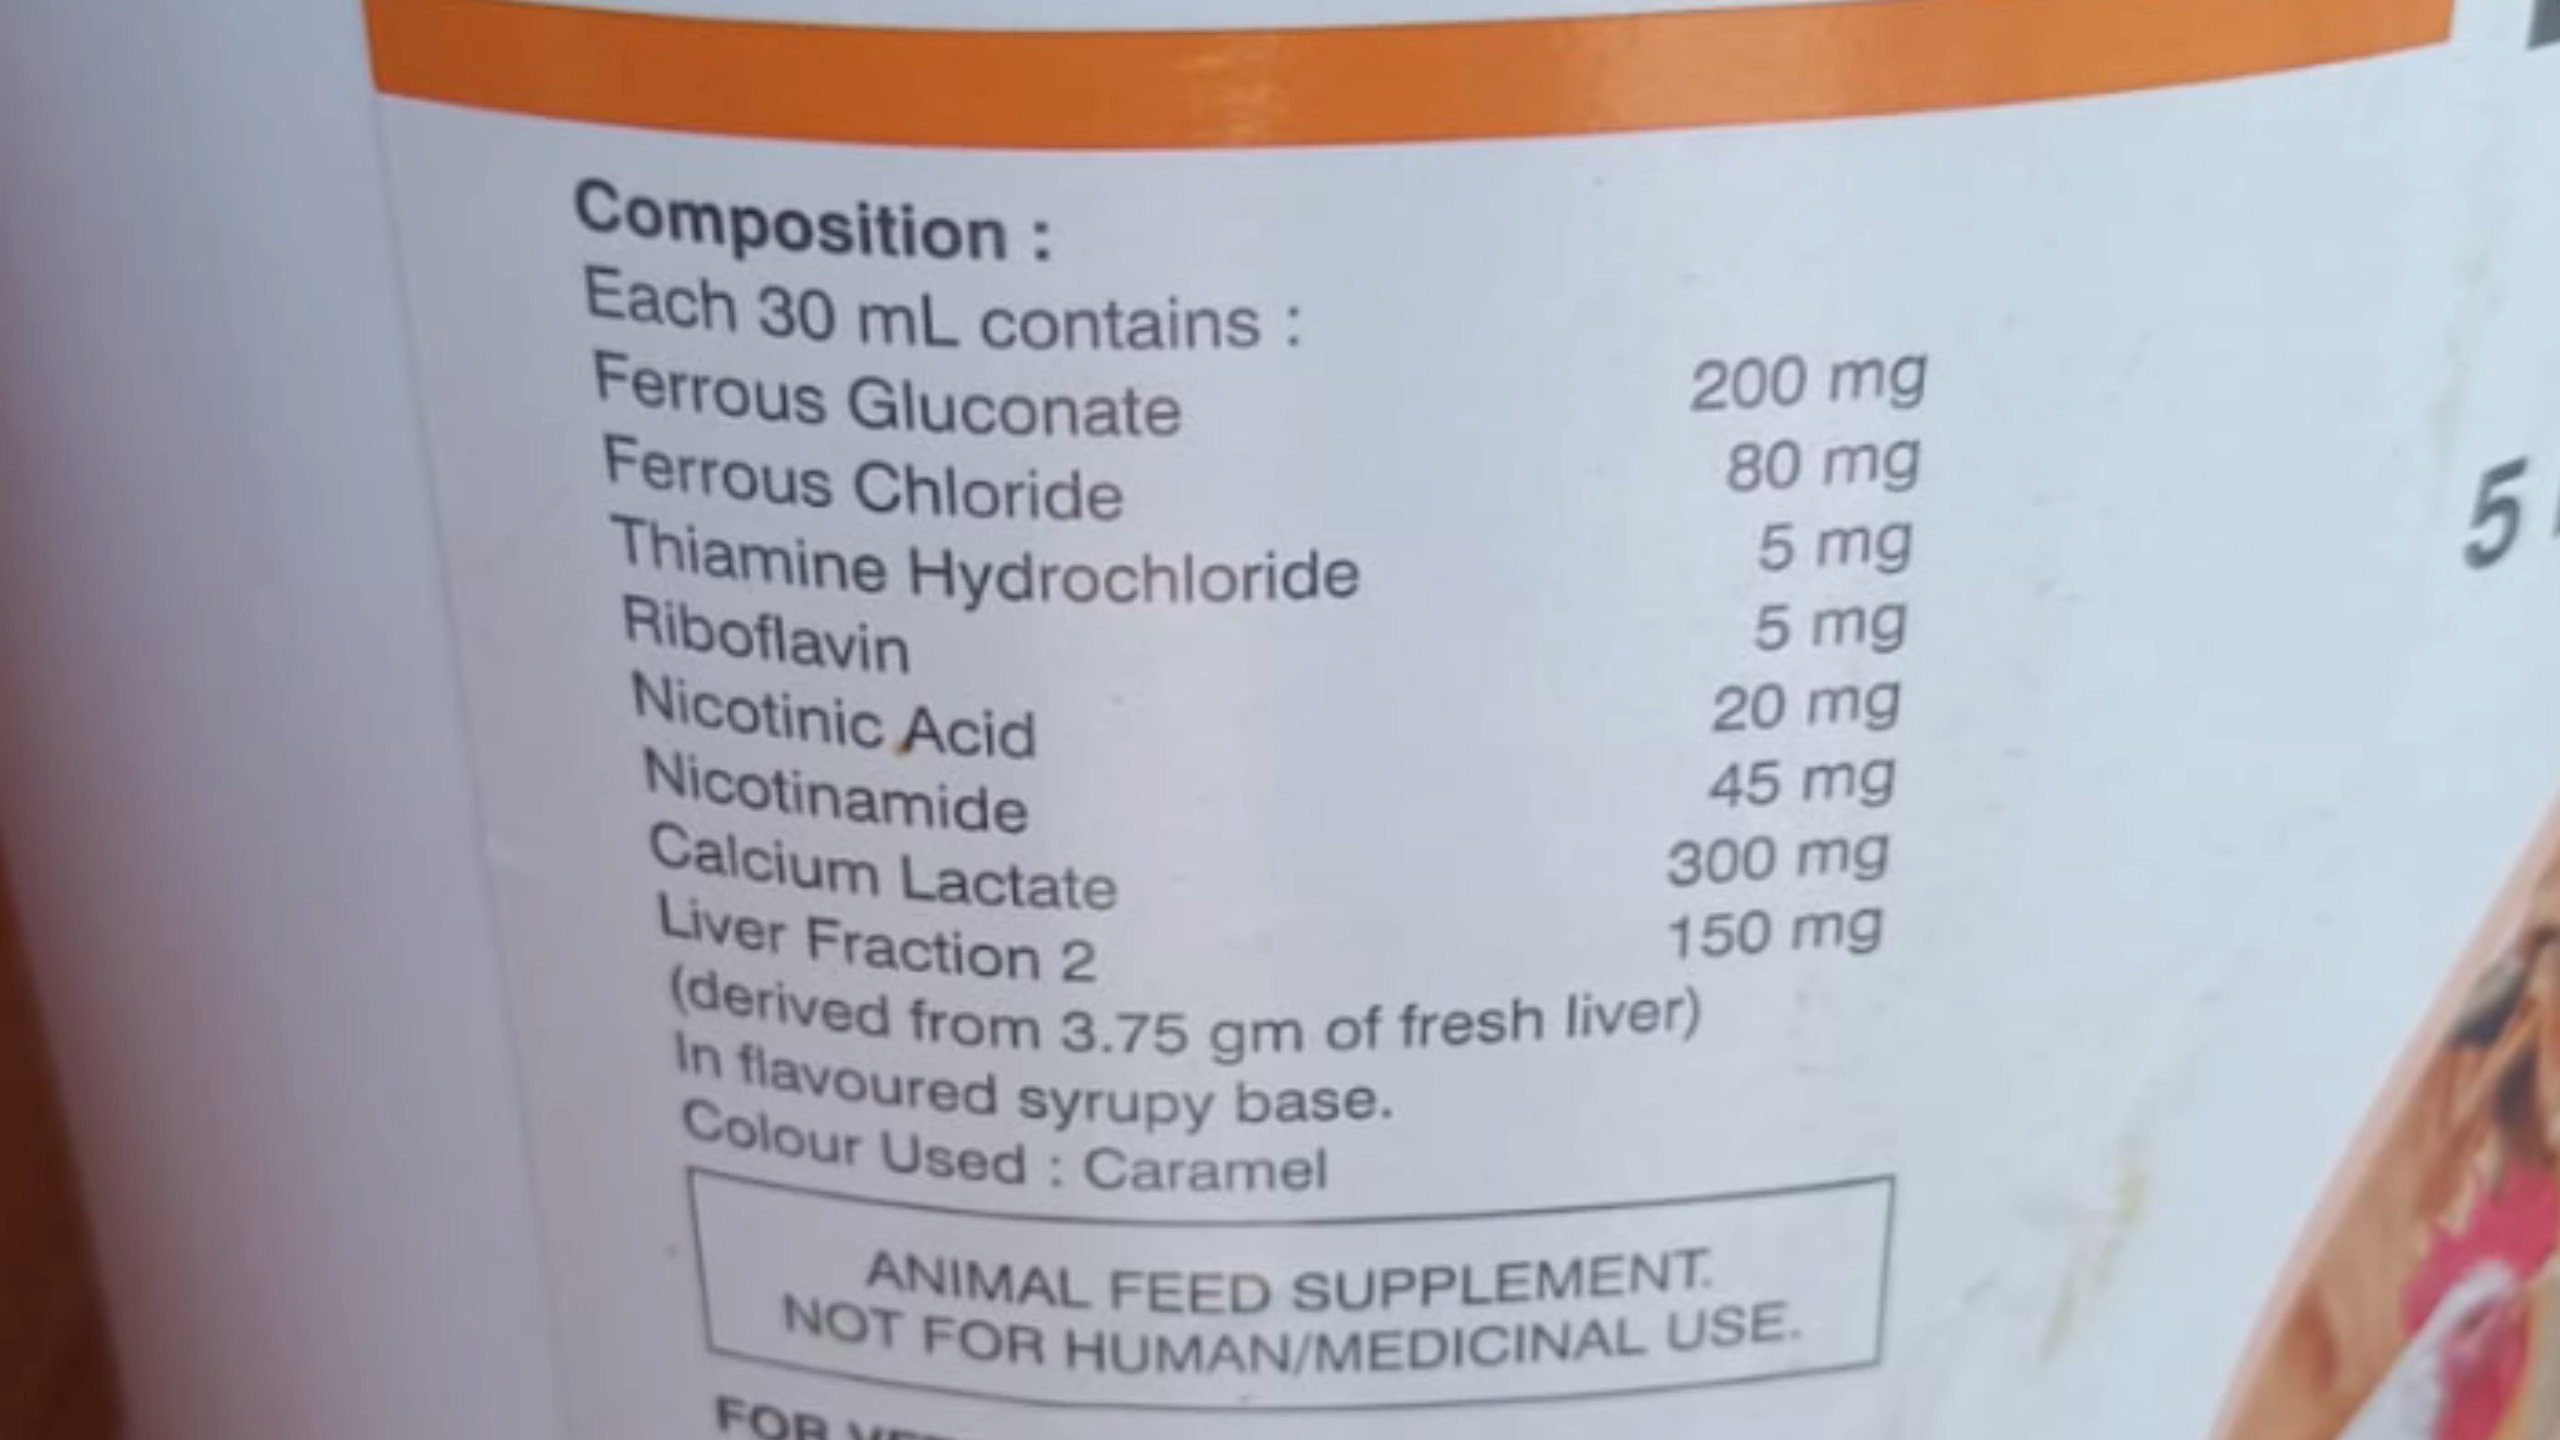 Composition :
Each 30 mL contains :
Ferrous Gluconate 200 mg
Ferrous Chloride 80 mg
Thiamine Hydrochloride 5 mg
Riboflavin 5 mg
Nicotinic Acid 20 mg
Nicotinamide 45 mg
Calcium Lactate 300 mg
Liver Fraction 2 150 mg
(derived from 3.75 gm of fresh liver)
In flavoured syrupy base.
Colour Used : Caramel
ANIMAL FEED SUPPLEMENT.
NOT FOR HUMAN/MEDICINAL USE.
FOR
5